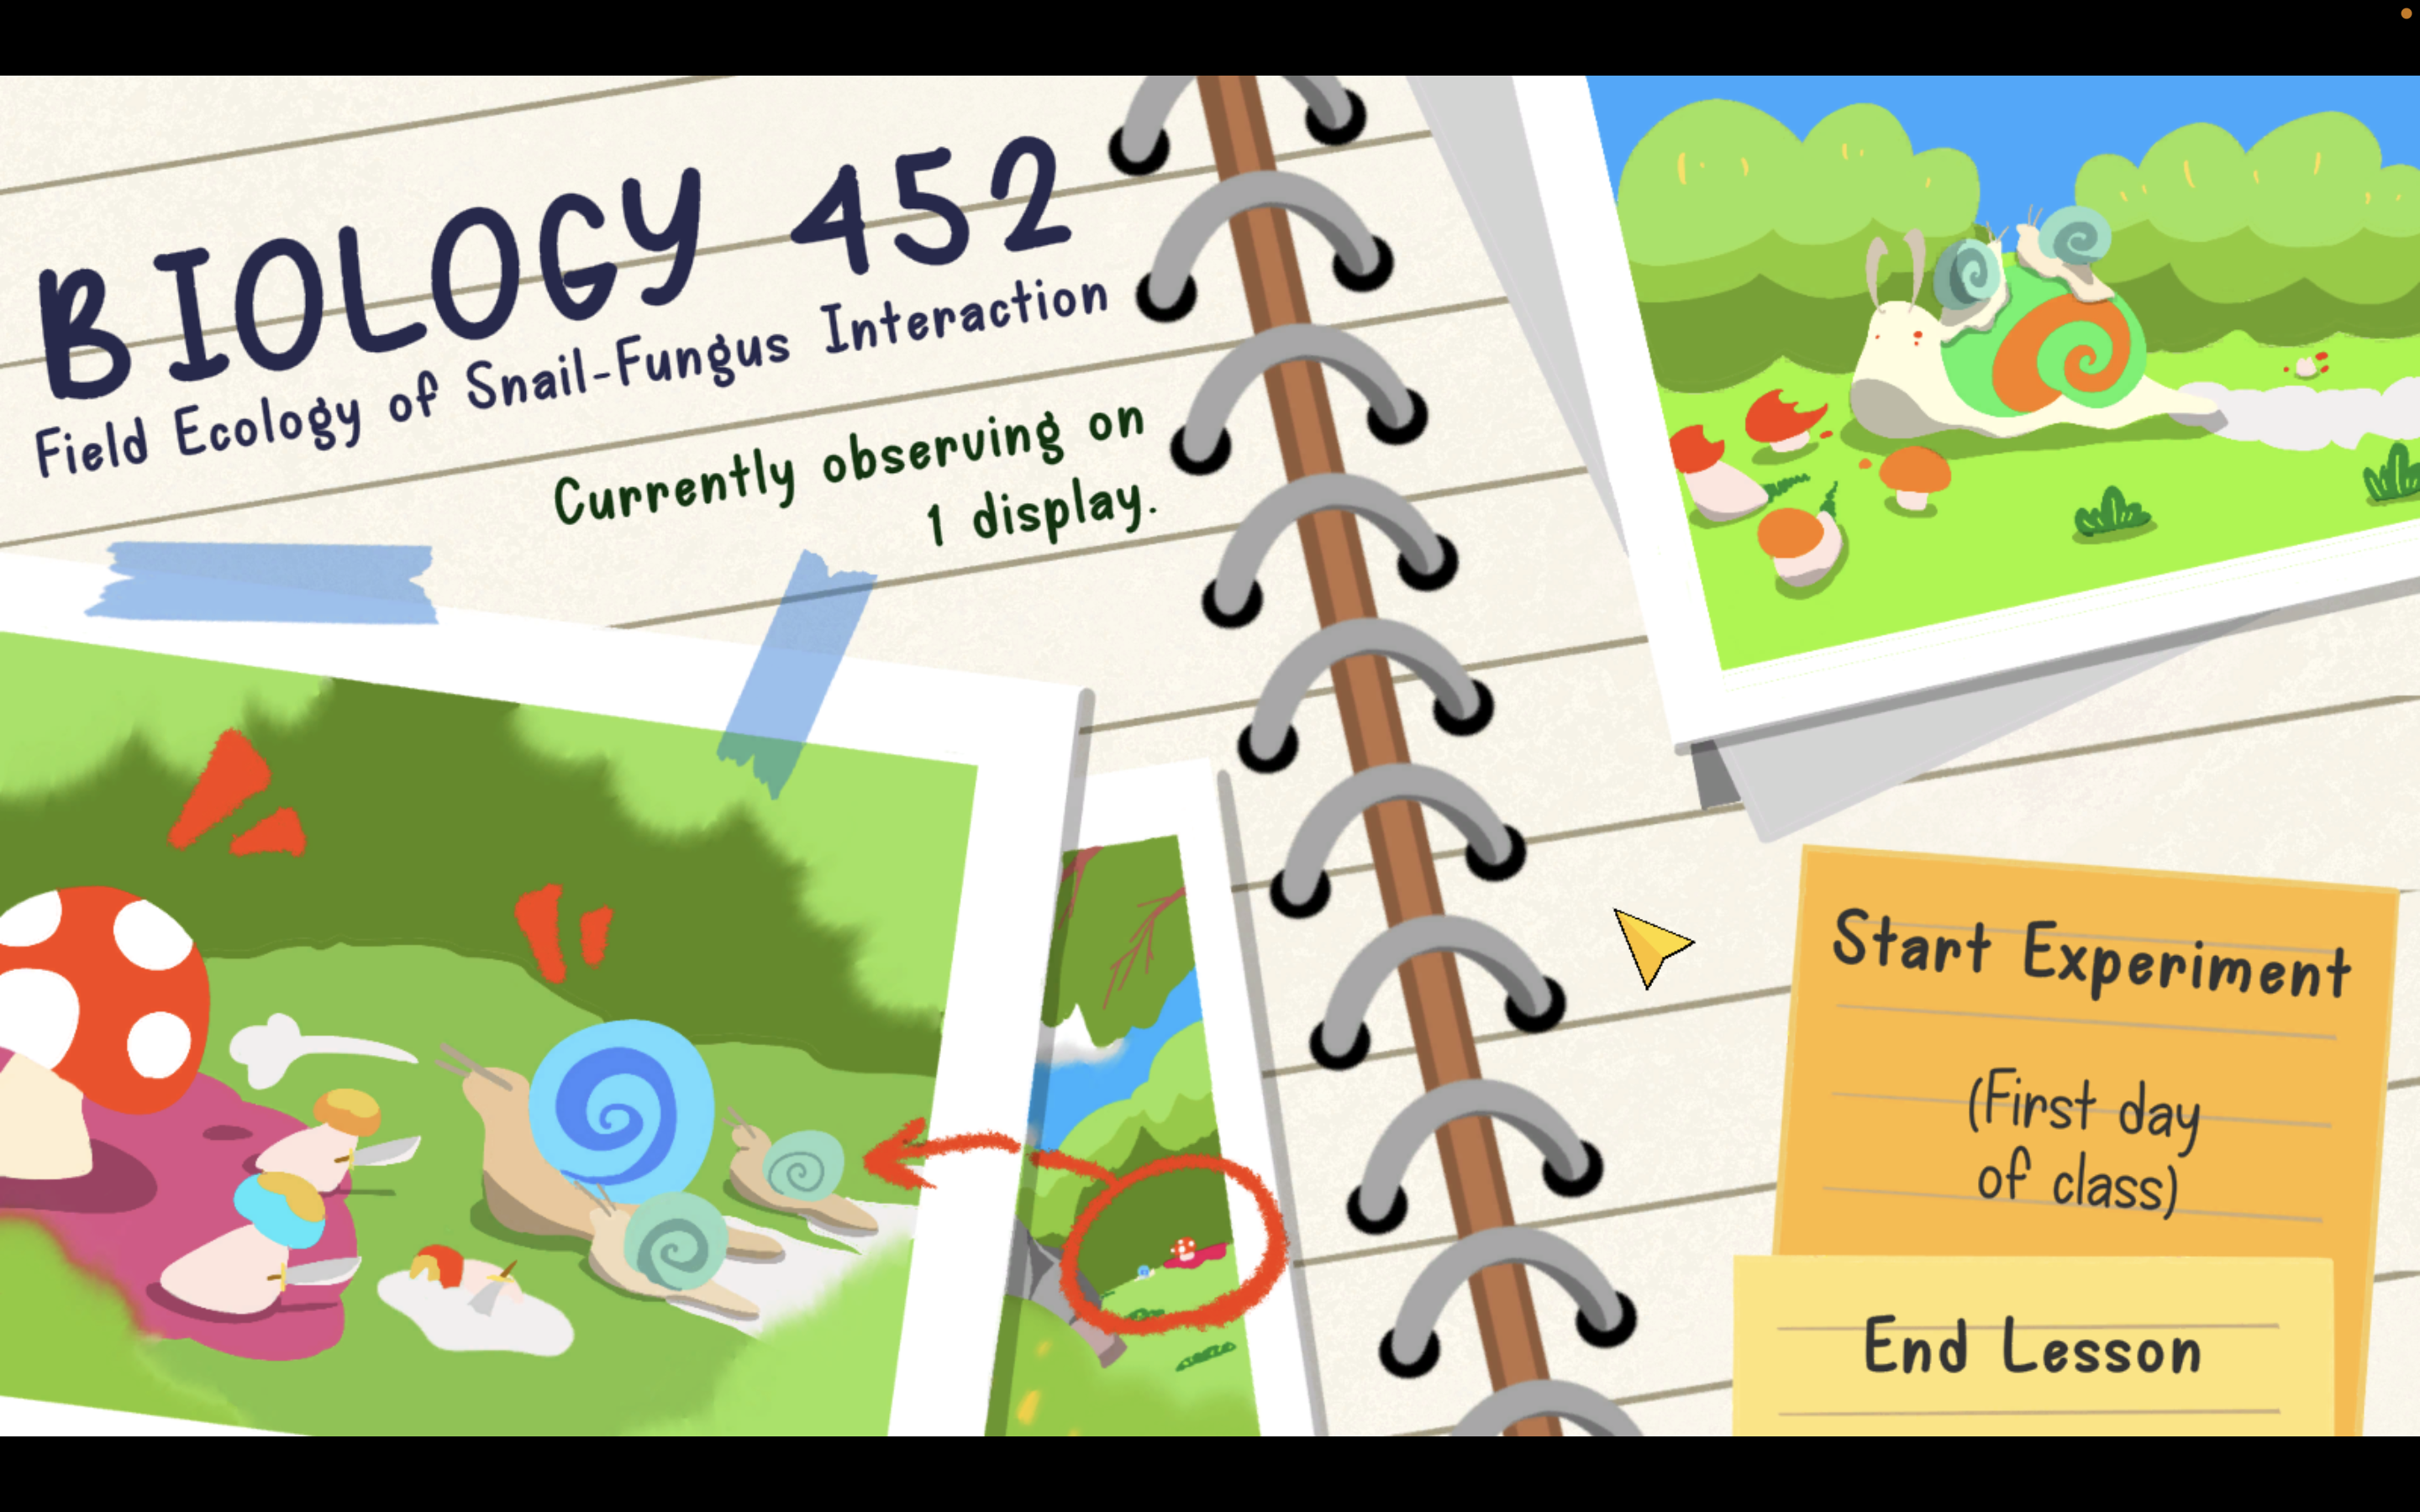 BIOLOGY 452
Field Ecology of Snail-Fungus Interaction
Currently observing on
1 display.
Start Experiment
(First day
of class)
End Lesson